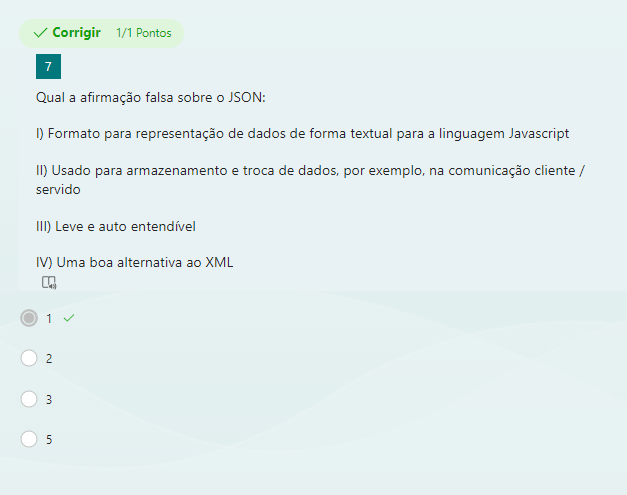 Corrigir 1/1 Pontos
7
Qual a afirmação falsa sobre o JSON:
I) Formato para representação de dados de forma textual para a linguagem Javascript
II) Usado para armazenamento e troca de dados, por exemplo, na comunicação cliente /
servido
III) Leve e auto entendível
IV) Uma boa alternativa ao XML
1
2
3
5